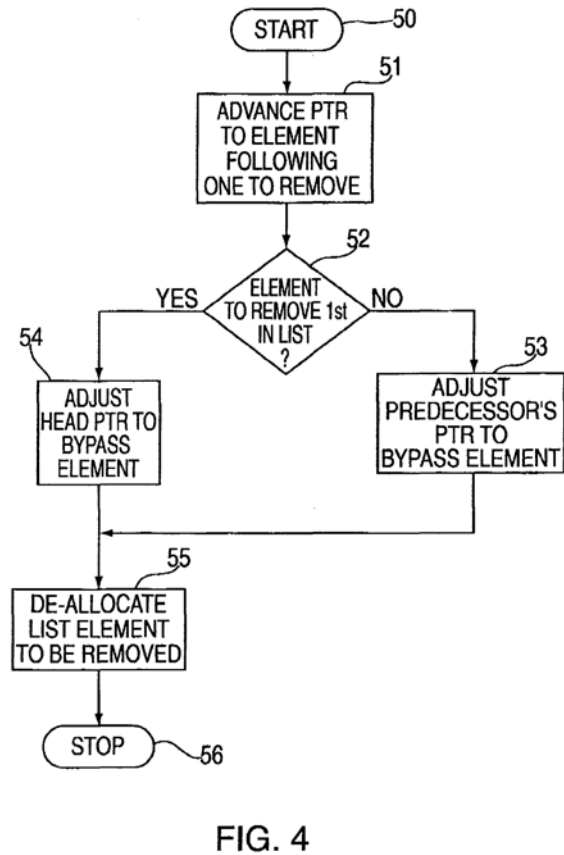 START
50
51
ADVANCE PTR
TO ELEMENT
FOLLOWING
ONE TO REMOVE
52
YES
ELEMENT
TO REMOVE 1st
IN LIST
?
NO
54
ADJUST
HEAD PTR TO
BYPASS
ELEMENT
53
ADJUST
PREDECESSOR'S
PTR TO
BYPASS ELEMENT
55
DE-ALLOCATE
LIST ELEMENT
TO BE REMOVED
STOP
56
FIG. 4